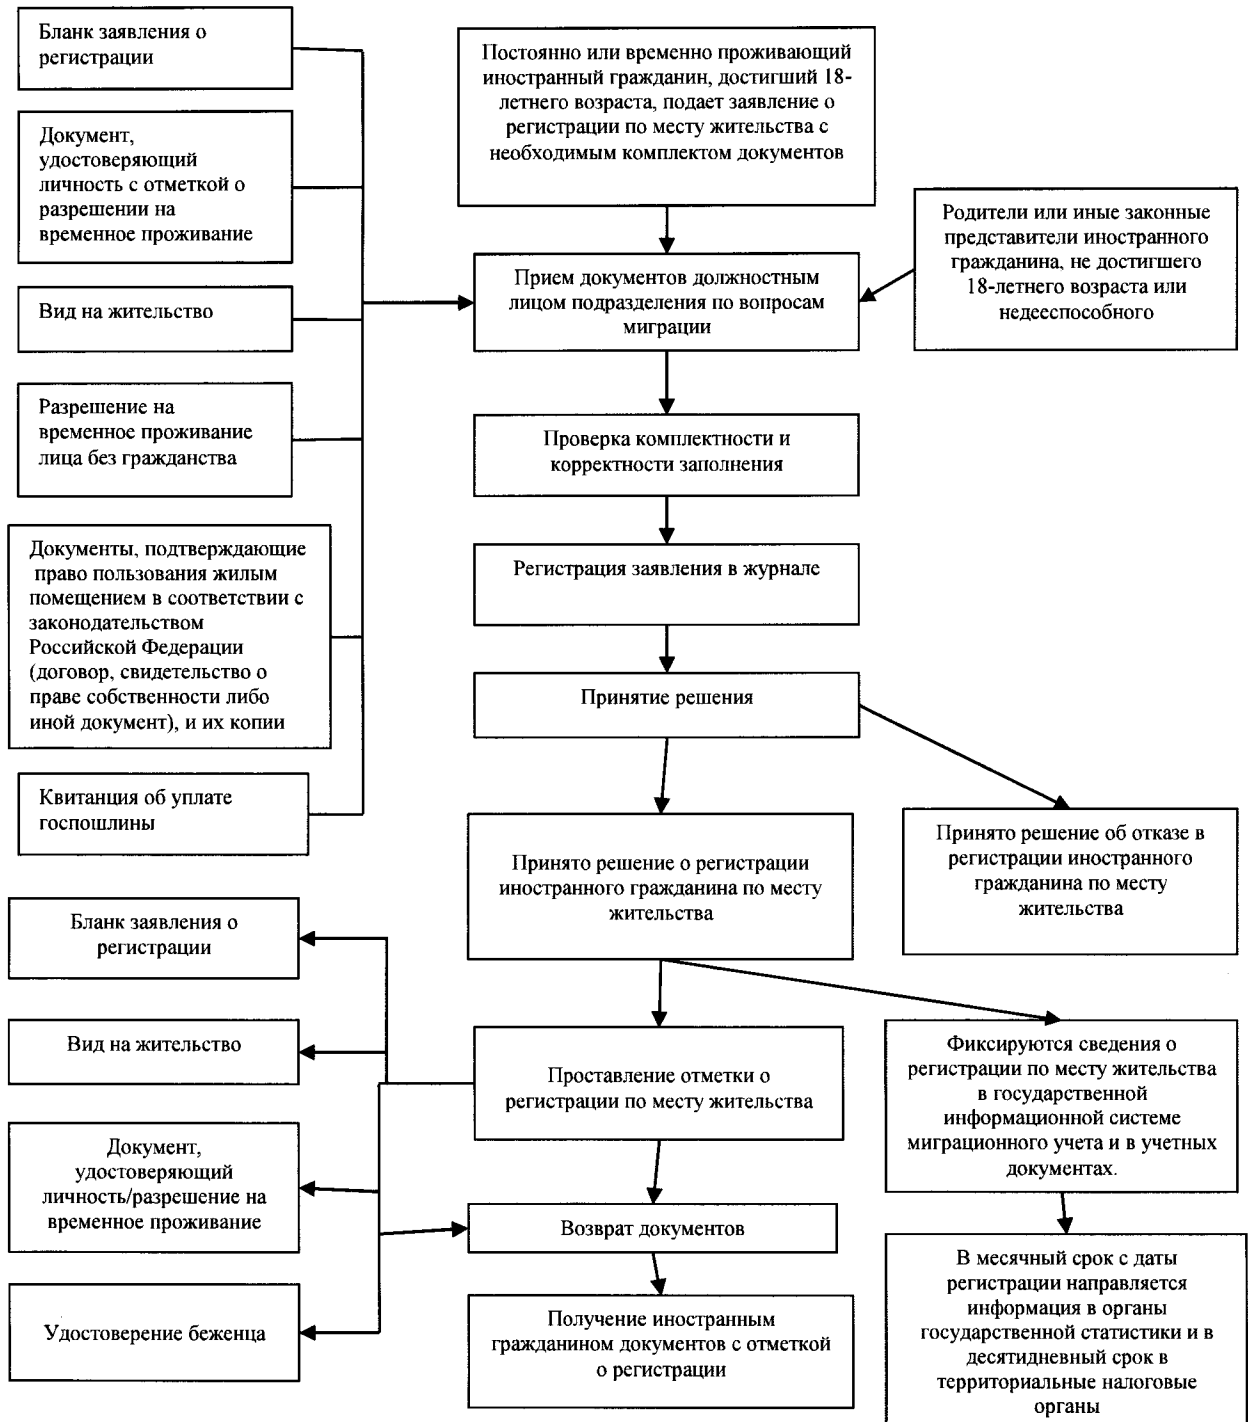 Бланк заявления о
регистрации
Документ,
удостоверяющий
личность с отметкой о
разрешении на
временное проживание
Вид на жительство
Разрешение на
временное проживание
лица без гражданства
Документы, подтверждающие
право пользования жилым
помещением в соответствии с
законодательством
Российской Федерации
(договор, свидетельство о
праве собственности либо
иной документ), и их копии
Квитанция об уплате
госпошлины
Постоянно или временно проживающий
иностранный гражданин, достигший 18-
летнего возраста, подает заявление о
регистрации по месту жительства с
необходимым комплектом документов
Родители или иные законные
представители иностранного
гражданина, не достигшего
18-летнего возраста или
недееспособного
Прием документов должностным
лицом подразделения по вопросам
миграции
Проверка комплектности и
корректности заполнения
Регистрация заявления в журнале
Принятие решения
Принято решение о регистрации
иностранного гражданина по месту
жительства
Принято решение об отказе в
регистрации иностранного
гражданина по месту
жительства
Бланк заявления о
регистрации
Вид на жительство
Документ,
удостоверяющий
личность/разрешение на
временное проживание
Удостоверение беженца
Проставление отметки о
регистрации по месту жительства
Возврат документов
Получение иностранным
гражданином документов с отметкой
о регистрации
Фиксируются сведения о
регистрации по месту жительства
в государственной
информационной системе
миграционного учета и в учетных
документах.
В месячный срок с даты
регистрации направляется
информация в органы
государственной статистики и в
десятидневный срок в
территориальные налоговые
органы